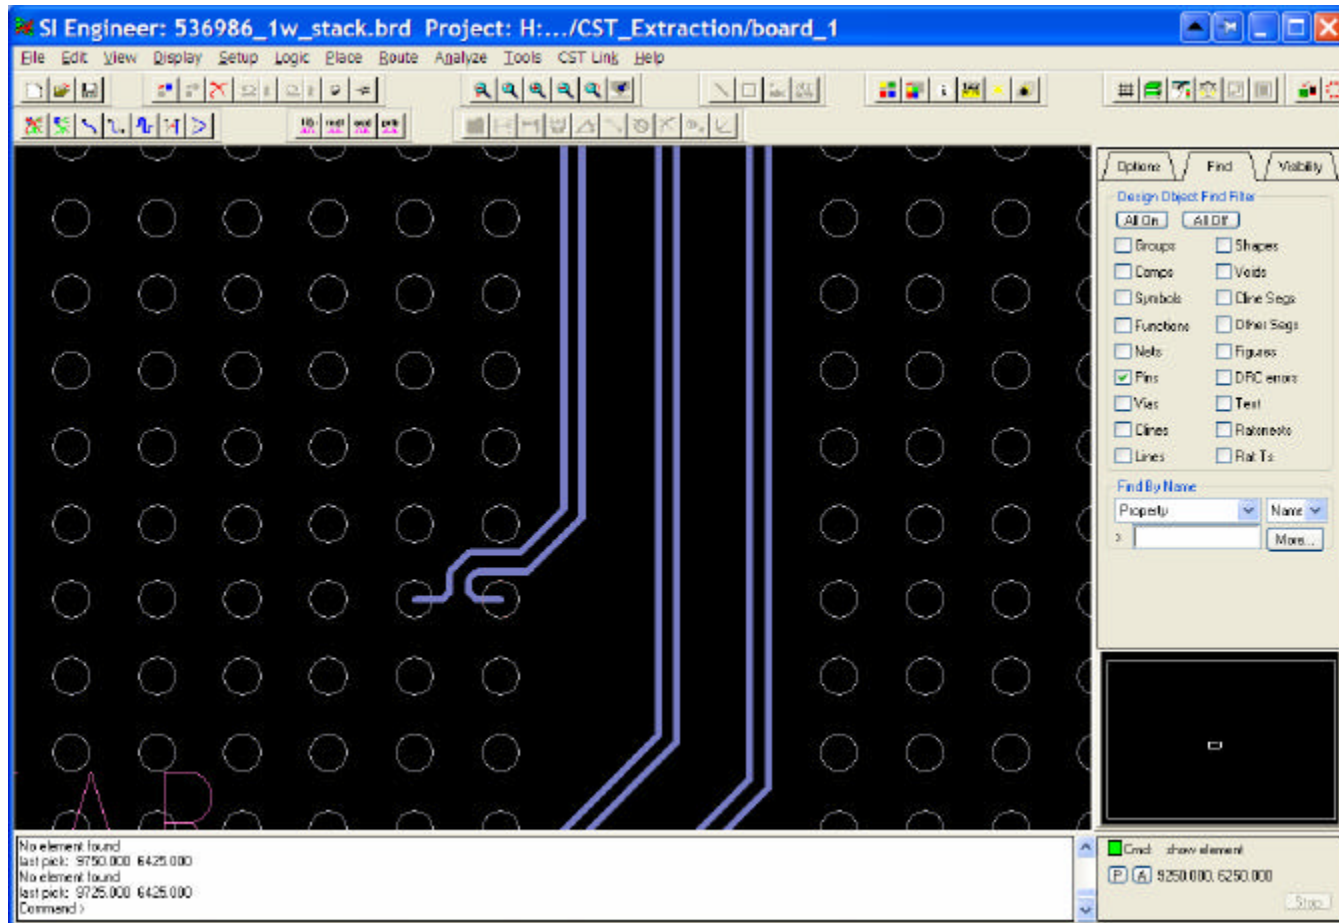 SI Engineer: 536986_1w_stack.brd Project: H:.../CST_Extraction/board_1
File Edit View Display Setup Logic Place Route Analyze Tools CST Link Help
Options Find Visibility
Design Object Find Filter
All On All Off
Groups Shapes
Comps Voids
Symbols Cline Segs
Functions Other Segs
Nets Figures
Pins DRC errors
Vias Text
Clines Ratsnests
Lines Rat Ts
Find By Name
Property Name
> More...
A R
No element found
last pick: 9750.000 6425.000
No element found
last pick: 9725.000 6425.000
Command >
Cmd: show element
P A 9250.000, 6250.000
Stop